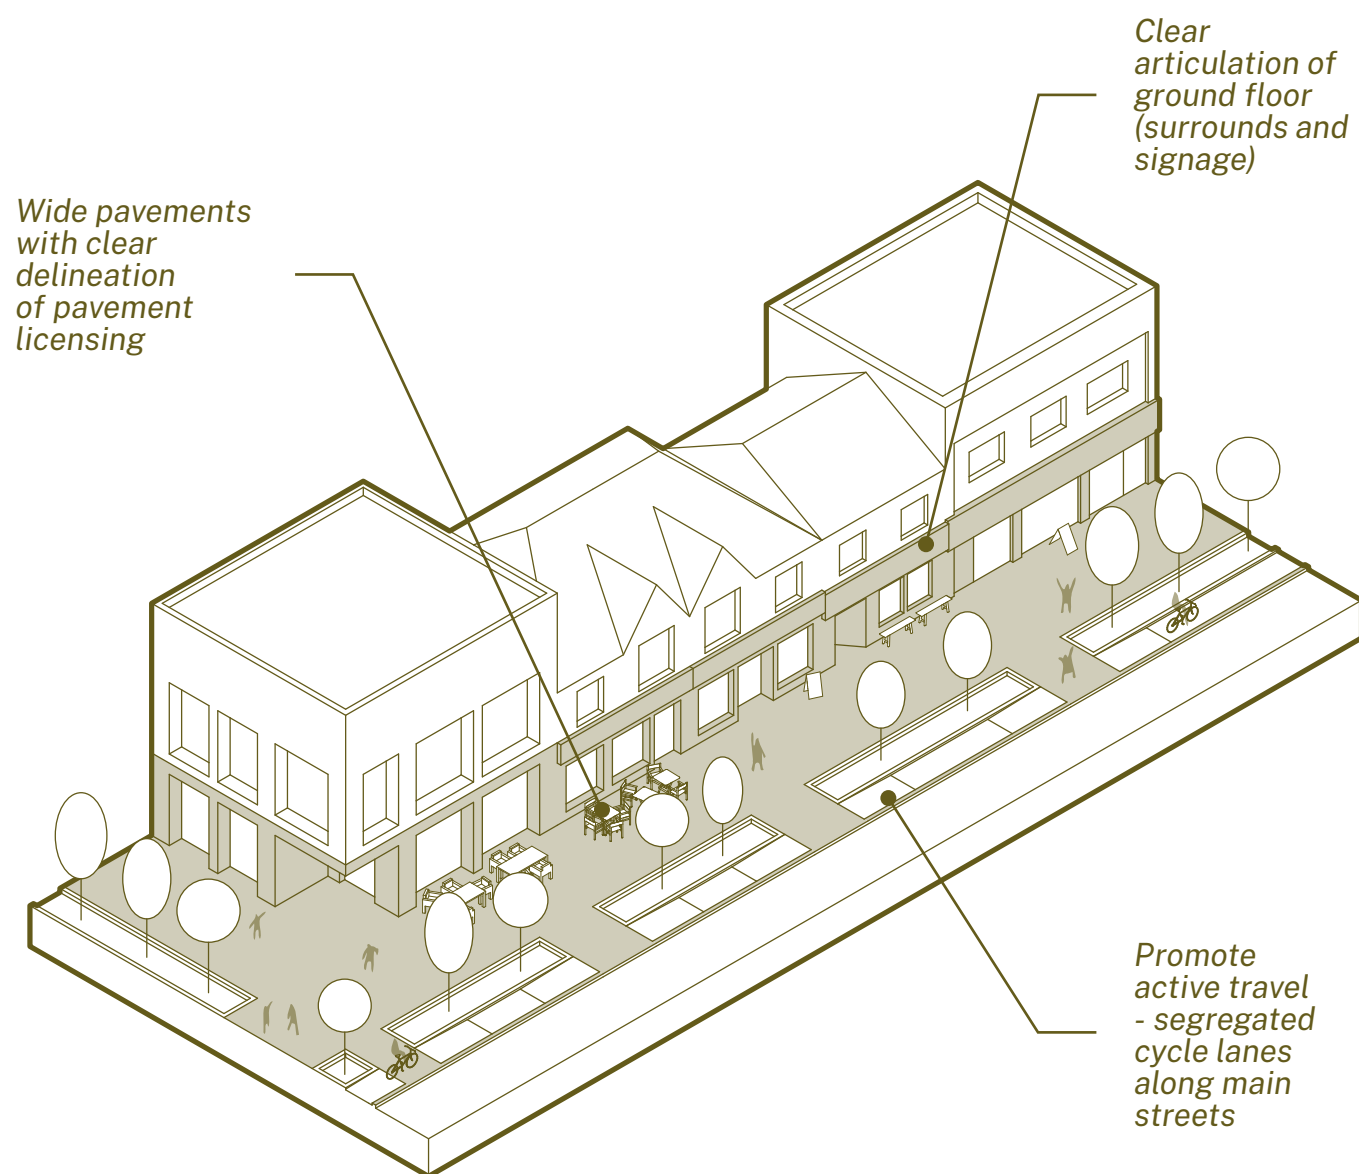 Clear
articulation of
ground floor
(surrounds and
signage)
Wide pavements
with clear
delineation
of pavement
licensing
Promote
active travel
- segregated
cycle lanes
along main
streets